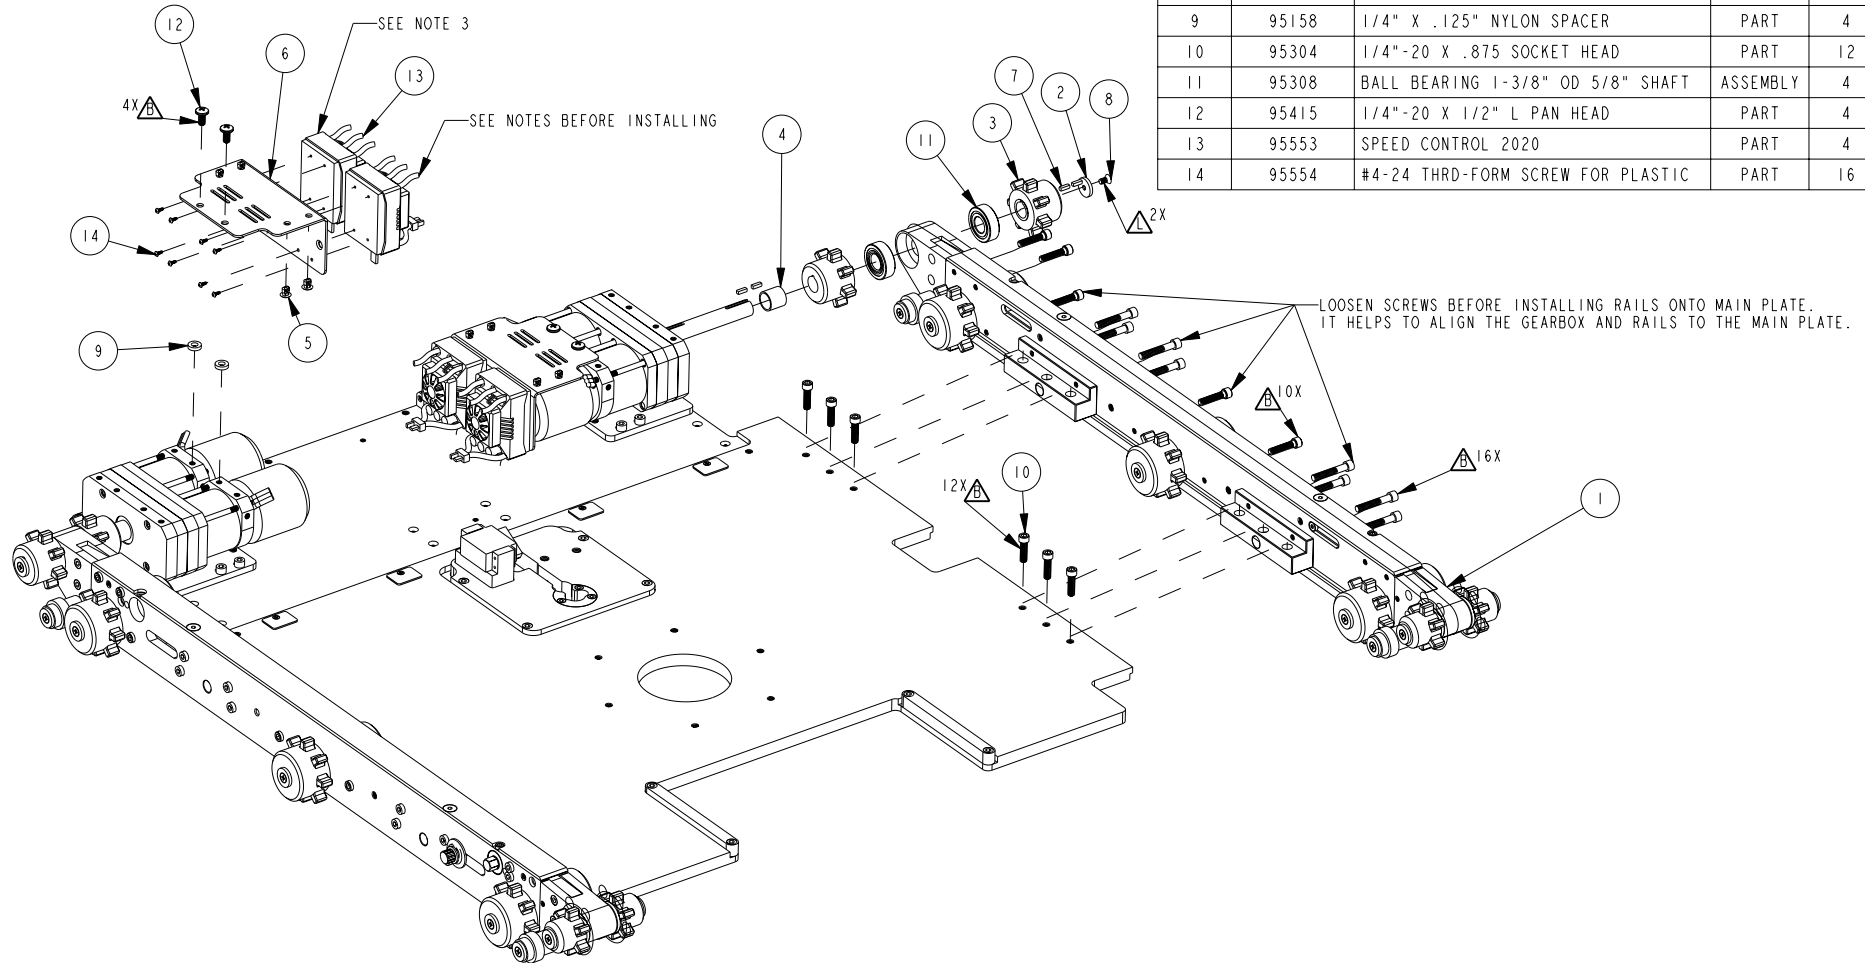 9 95158 1/4" X .125" NYLON SPACER PART 4
10 95304 1/4"-20 X .875 SOCKET HEAD PART 12
11 95308 BALL BEARING 1-3/8" OD 5/8" SHAFT ASSEMBLY 4
12 95415 1/4"-20 X 1/2" L PAN HEAD PART 4
13 95553 SPEED CONTROL 2020 PART 4
14 95554 #4-24 THRD-FORM SCREW FOR PLASTIC PART 16
12
SEE NOTE 3
6
13
4X B
SEE NOTES BEFORE INSTALLING
14
5
9
4
11
3
7
2
8
L 2X
LOOSEN SCREWS BEFORE INSTALLING RAILS ONTO MAIN PLATE.
IT HELPS TO ALIGN THE GEARBOX AND RAILS TO THE MAIN PLATE.
B 10X
B 16X
12X B
10
1